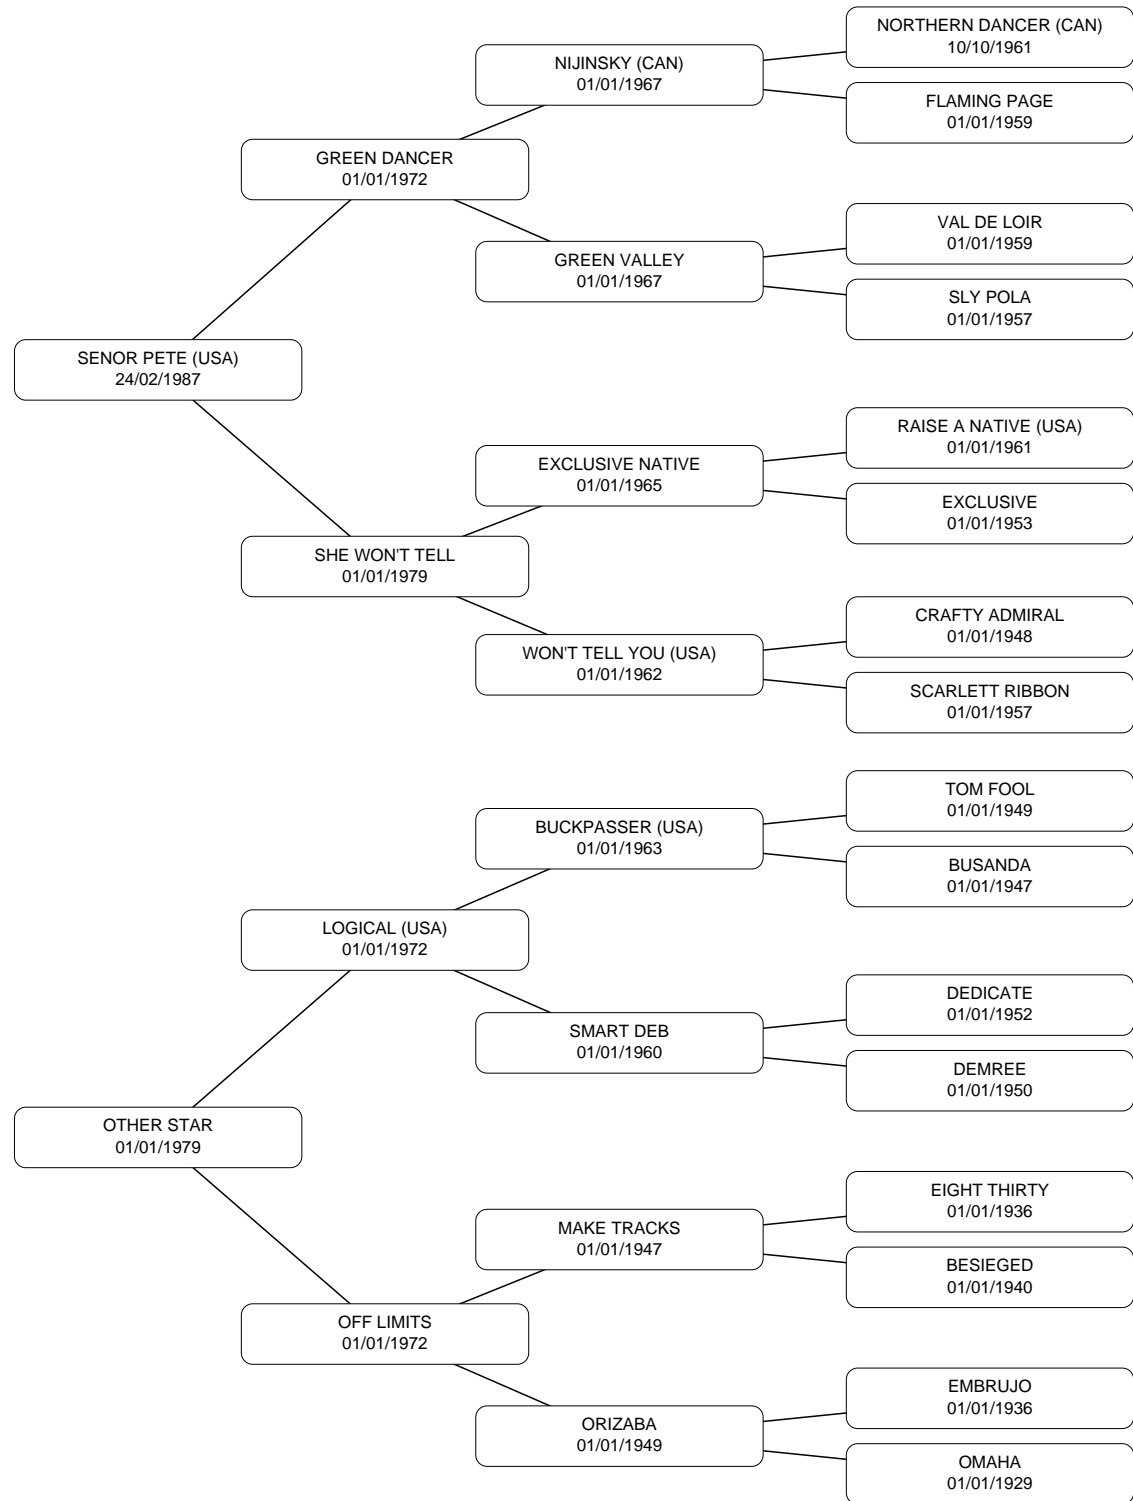 NORTHERN DANCER (CAN)
10/10/1961
NIJINSKY (CAN)
01/01/1967
FLAMING PAGE
01/01/1959
GREEN DANCER
01/01/1972
VAL DE LOIR
01/01/1959
GREEN VALLEY
01/01/1967
SLY POLA
01/01/1957
SENOR PETE (USA)
24/02/1987
RAISE A NATIVE (USA)
01/01/1961
EXCLUSIVE NATIVE
01/01/1965
EXCLUSIVE
01/01/1953
SHE WON'T TELL
01/01/1979
CRAFTY ADMIRAL
01/01/1948
WON'T TELL YOU (USA)
01/01/1962
SCARLETT RIBBON
01/01/1957
TOM FOOL
01/01/1949
BUCKPASSER (USA)
01/01/1963
BUSANDA
01/01/1947
LOGICAL (USA)
01/01/1972
DEDICATE
01/01/1952
SMART DEB
01/01/1960
DEMREE
01/01/1950
OTHER STAR
01/01/1979
EIGHT THIRTY
01/01/1936
MAKE TRACKS
01/01/1947
BESIEGED
01/01/1940
OFF LIMITS
01/01/1972
EMBRUJO
01/01/1936
ORIZABA
01/01/1949
OMAHA
01/01/1929